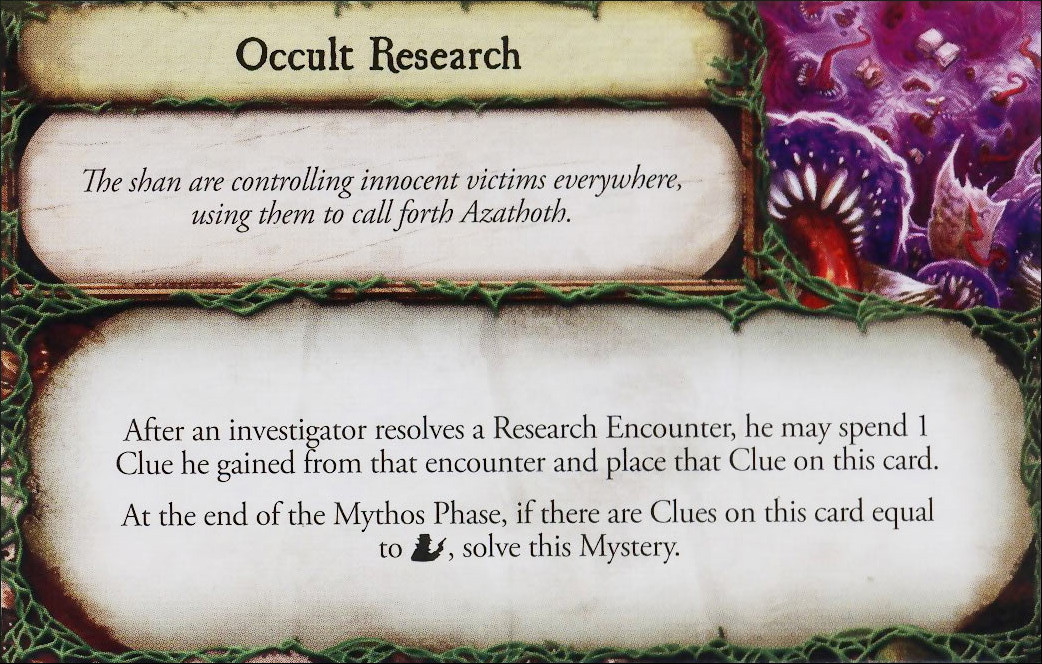 Occult Research
The shan are controlling innocent victims everywhere,
using them to call forth Azathoth.
After an investigator resolves a Research Encounter, he may spend 1
Clue he gained from that encounter and place that Clue on this card.
At the end of the Mythos Phase, if there are Clues on this card equal
to , solve this Mystery.